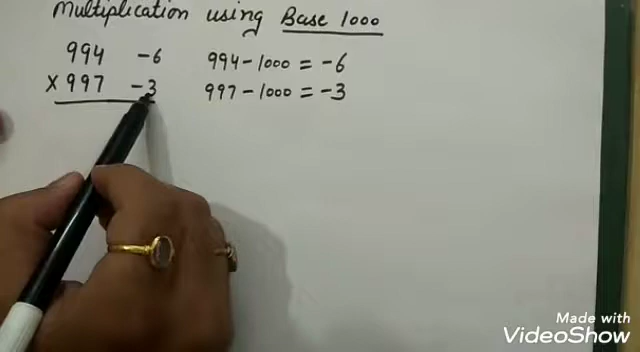 Multiplication using Base 1000
994 -6 994-1000 = -6
×997 -3 997-1000 = -3
Made with
VideoShow